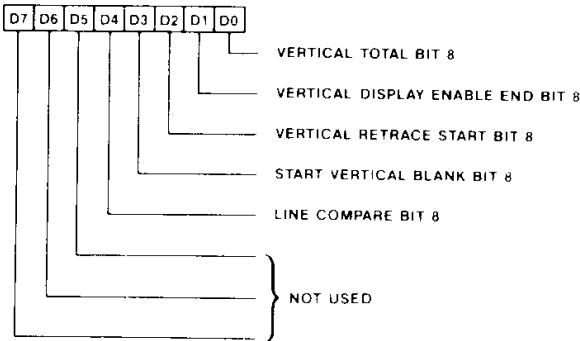 D7 D6 D5 D4 D3 D2 D1 D0
VERTICAL TOTAL BIT 8
VERTICAL DISPLAY ENABLE END BIT 8
VERTICAL RETRACE START BIT 8
START VERTICAL BLANK BIT 8
LINE COMPARE BIT 8
NOT USED